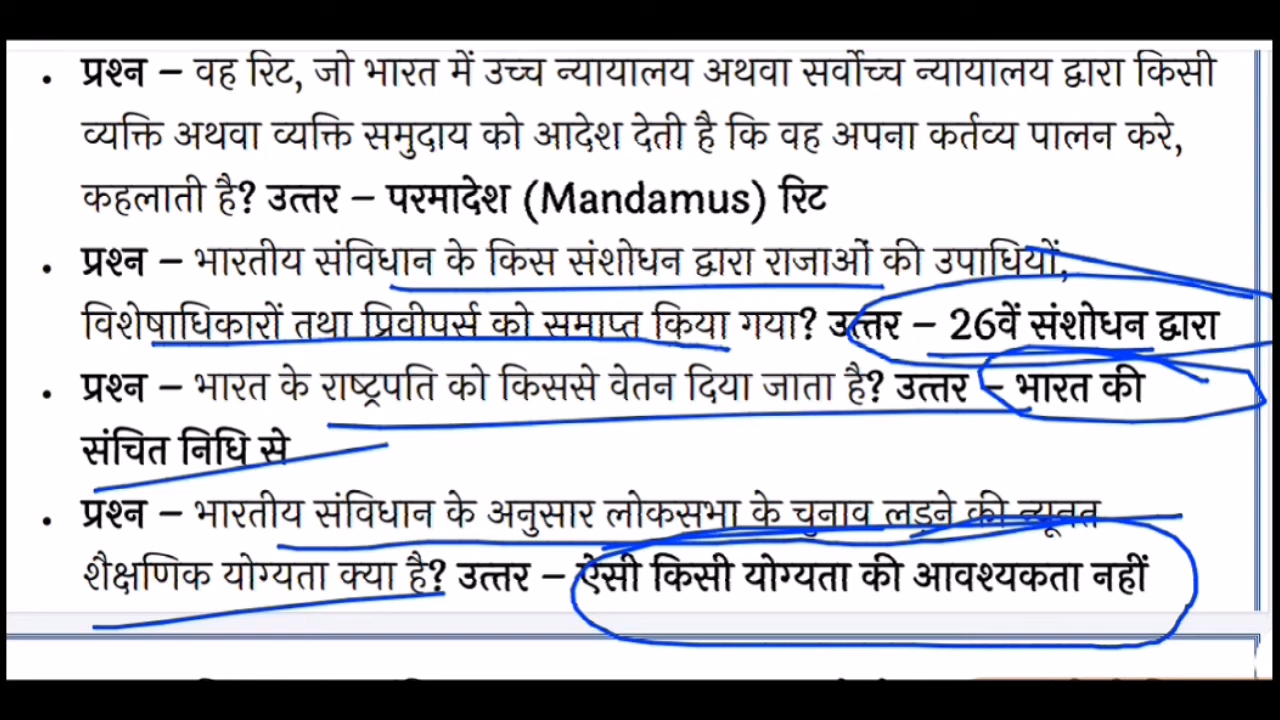 • प्रश्न – वह रिट, जो भारत में उच्च न्यायालय अथवा सर्वोच्च न्यायालय द्वारा किसी
व्यक्ति अथवा व्यक्ति समुदाय को आदेश देती है कि वह अपना कर्तव्य पालन करे,
कहलाती है? उत्तर – परमादेश (Mandamus) रिट
• प्रश्न – भारतीय संविधान के किस संशोधन द्वारा राजाओं की उपाधियों,
विशेषाधिकारों तथा प्रिवीपर्स को समाप्त किया गया? उत्तर – 26वें संशोधन द्वारा
• प्रश्न – भारत के राष्ट्रपति को किससे वेतन दिया जाता है? उत्तर – भारत की
संचित निधि से
• प्रश्न – भारतीय संविधान के अनुसार लोकसभा के चुनाव लड़ने की न्यूनत
शैक्षणिक योग्यता क्या है? उत्तर – ऐसी किसी योग्यता की आवश्यकता नहीं